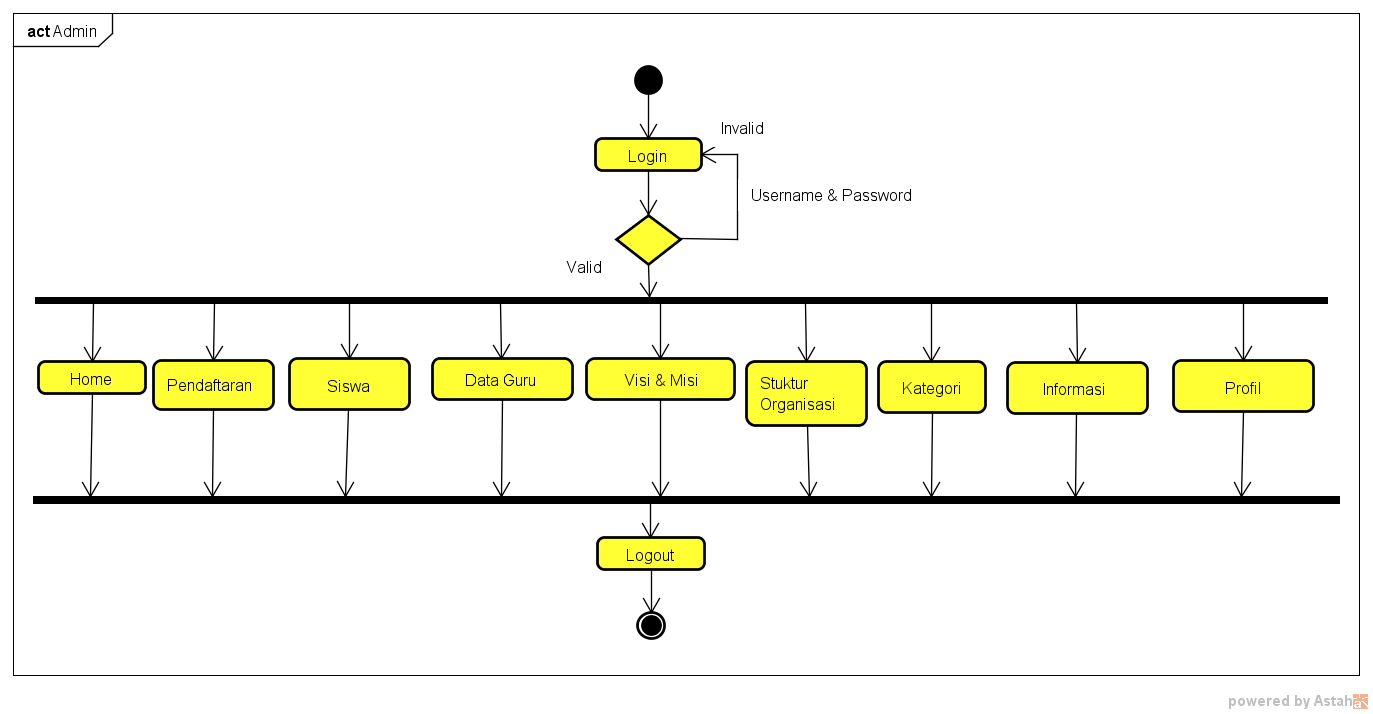 act Admin
Invalid
Login
Username & Password
Valid
Home
Pendaftaran
Siswa
Data Guru
Visi & Misi
Stuktur
Organisasi
Kategori
Informasi
Profil
Logout
powered by Astah